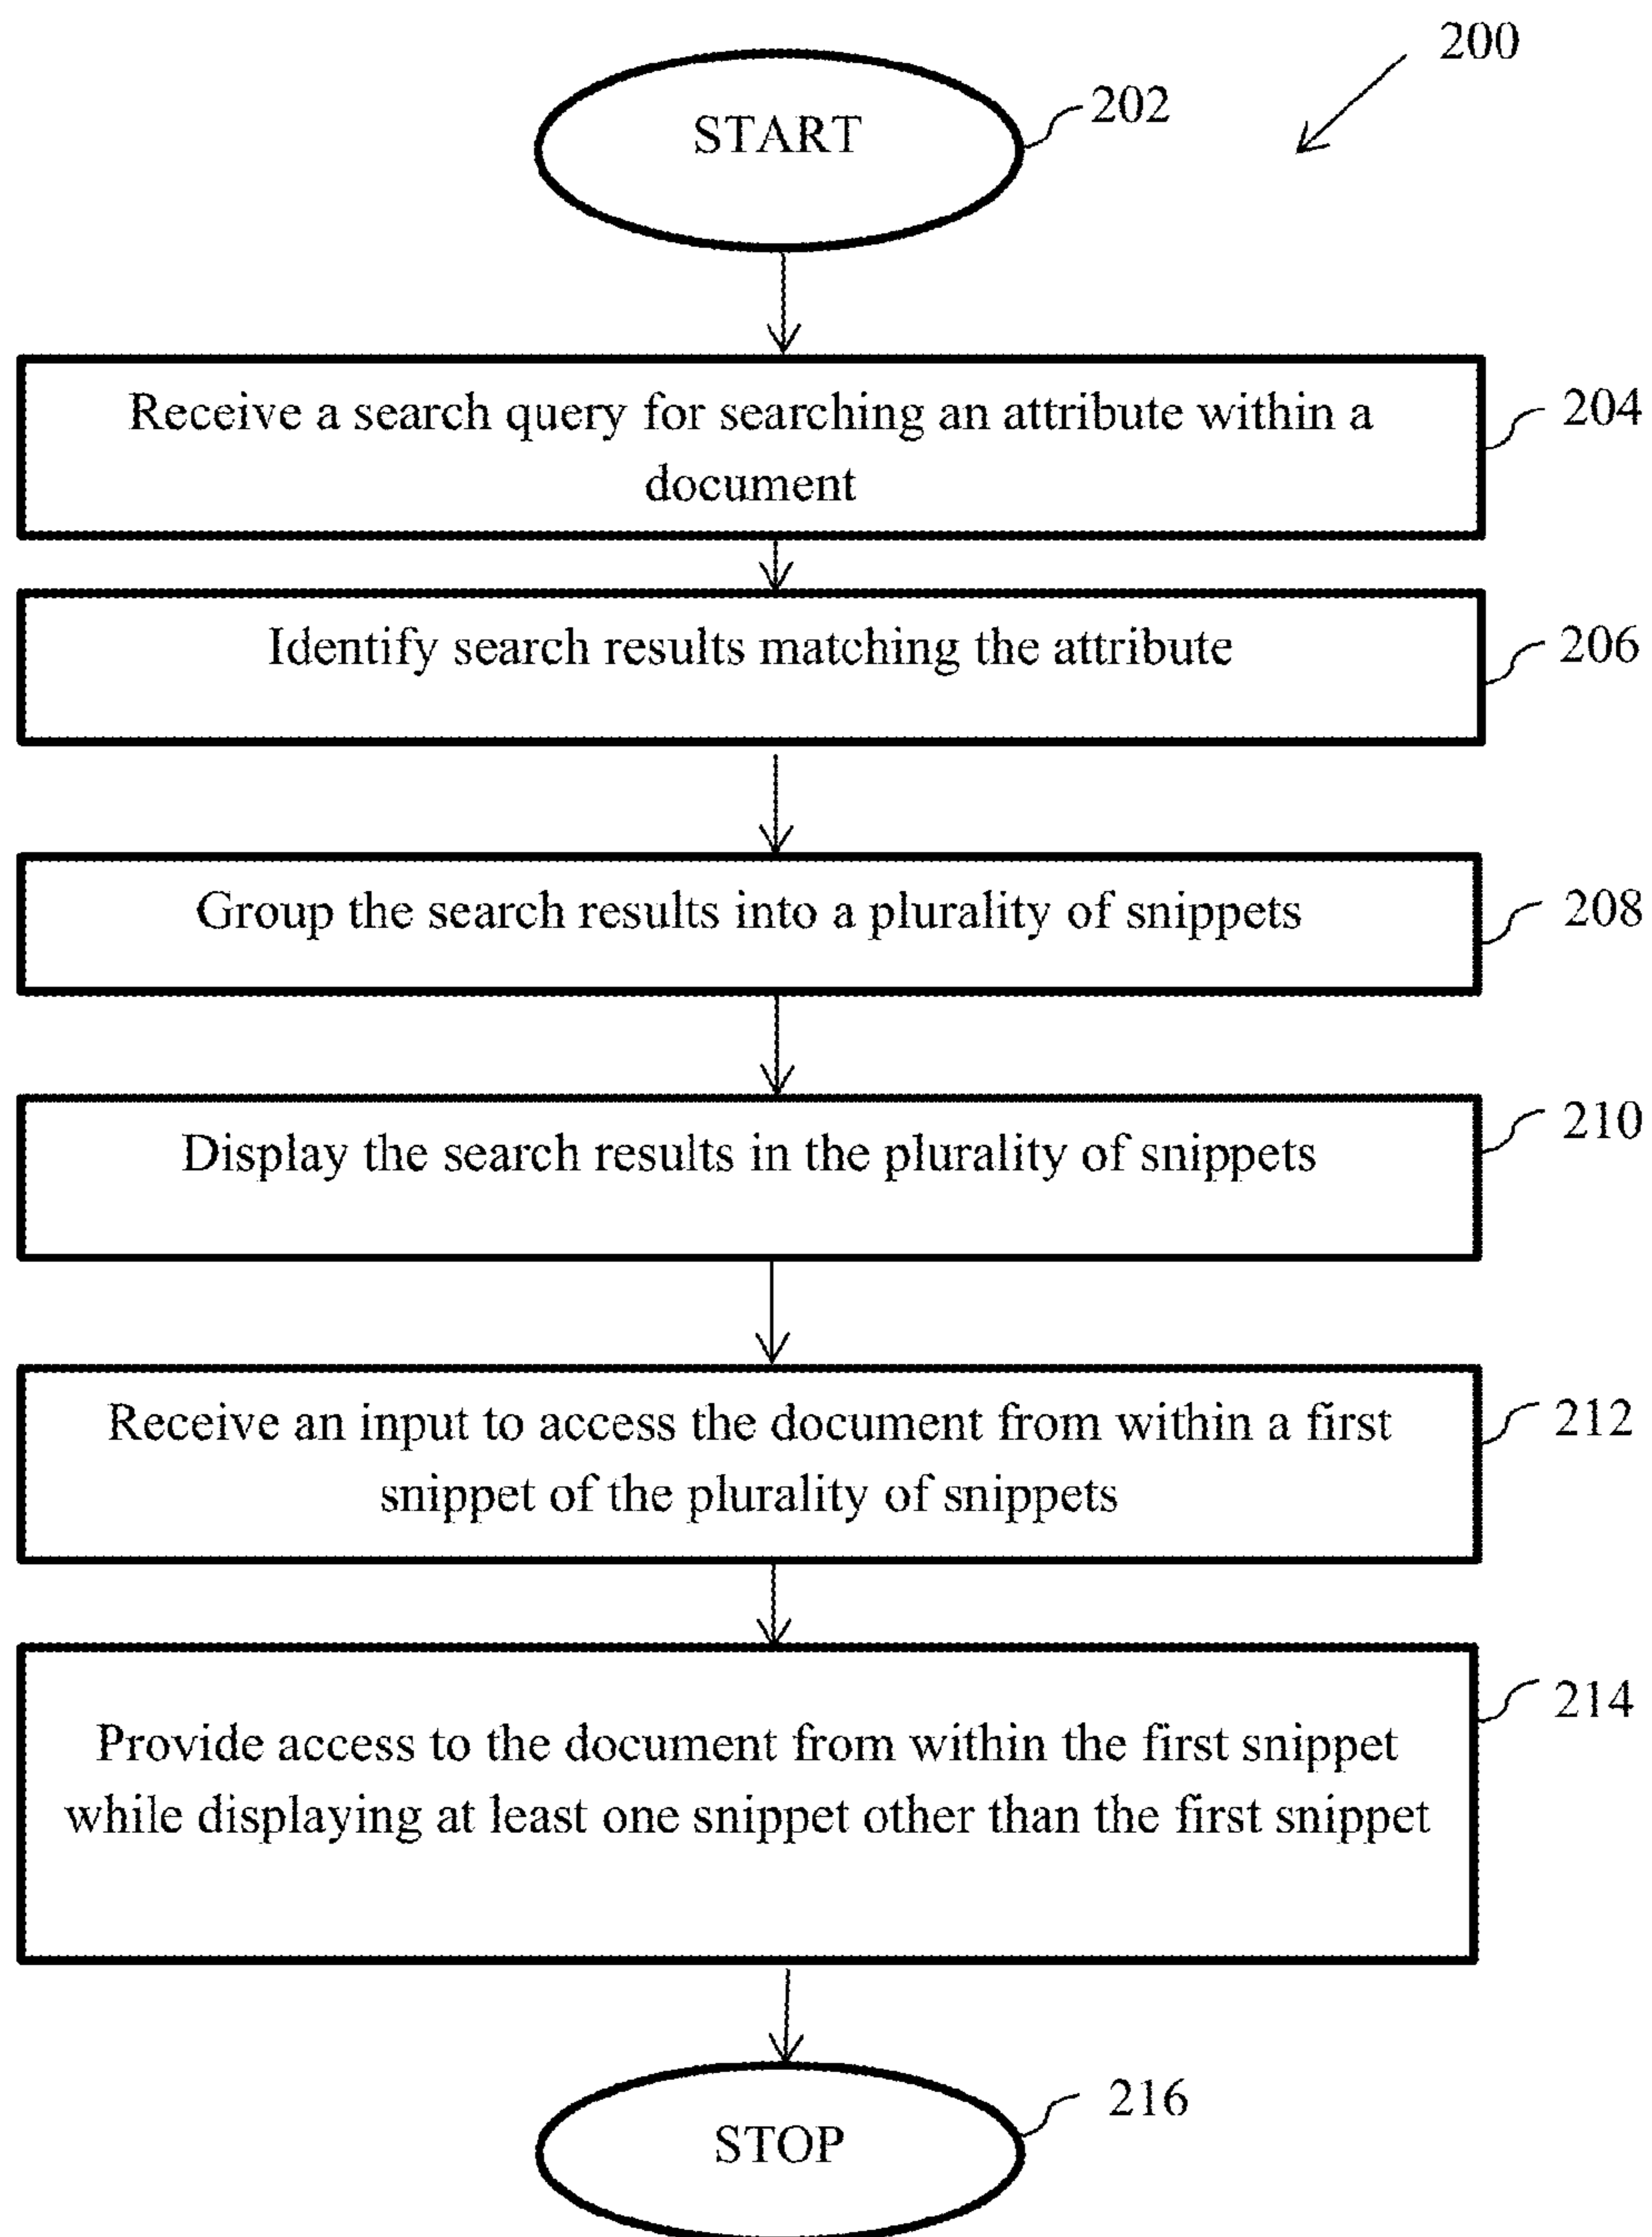 200
START
202
Receive a search query for searching an attribute within a
document
204
Identify search results matching the attribute
206
Group the search results into a plurality of snippets
208
Display the search results in the plurality of snippets
210
Receive an input to access the document from within a first
snippet of the plurality of snippets
212
Provide access to the document from within the first snippet
while displaying at least one snippet other than the first snippet
214
STOP
216